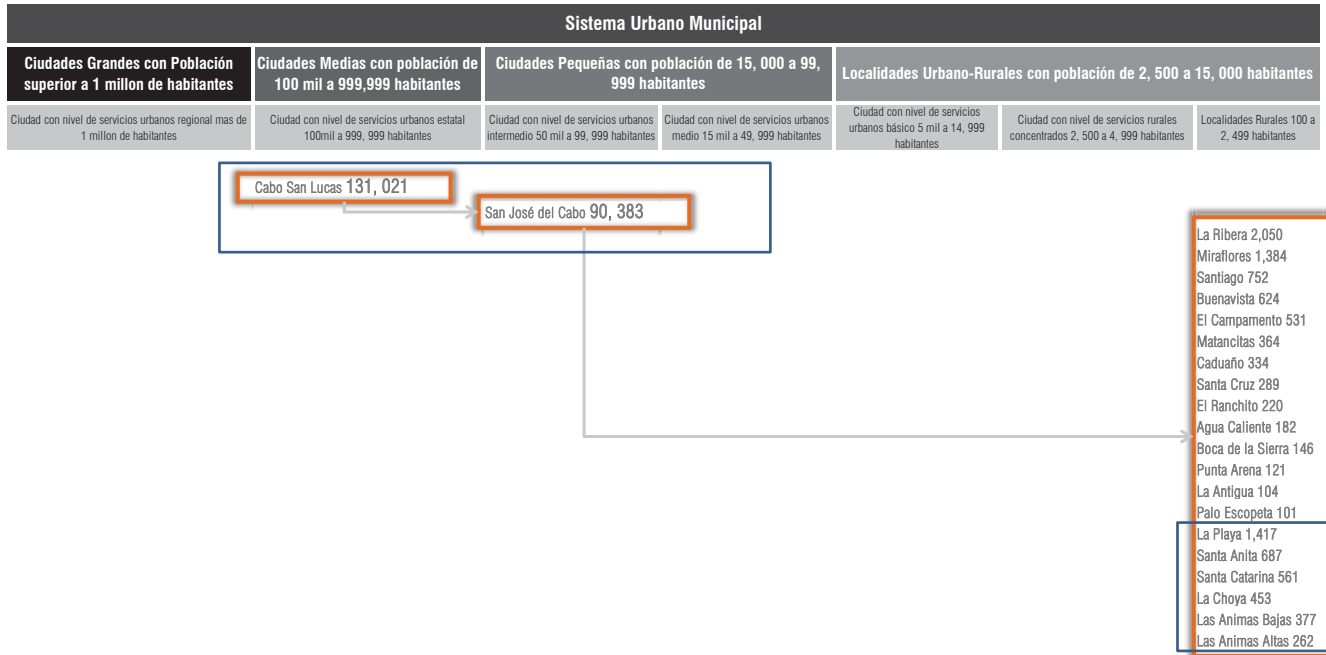 Sistema Urbano Municipal
Ciudades Grandes con Población
superior a 1 millon de habitantes
Ciudades Medias con población de
100 mil a 999,999 habitantes
Ciudades Pequeñas con población de 15, 000 a 99,
999 habitantes
Localidades Urbano-Rurales con población de 2, 500 a 15, 000 habitantes
Ciudad con nivel de servicios urbanos regional mas de
1 millon de habitantes
Ciudad con nivel de servicios urbanos estatal
100mil a 999, 999 habitantes
Ciudad con nivel de servicios urbanos
intermedio 50 mil a 99, 999 habitantes
Ciudad con nivel de servicios urbanos
medio 15 mil a 49, 999 habitantes
Ciudad con nivel de servicios
urbanos básico 5 mil a 14, 999
habitantes
Ciudad con nivel de servicios rurales
concentrados 2, 500 a 4, 999 habitantes
Localidades Rurales 100 a
2, 499 habitantes
Cabo San Lucas 131, 021
San José del Cabo 90, 383
La Ribera 2,050
Miraflores 1,384
Santiago 752
Buenavista 624
El Campamento 531
Matancitas 364
Caduaño 334
Santa Cruz 289
El Ranchito 220
Agua Caliente 182
Boca de la Sierra 146
Punta Arena 121
La Antigua 104
Palo Escopeta 101
La Playa 1,417
Santa Anita 687
Santa Catarina 561
La Choya 453
Las Animas Bajas 377
Las Animas Altas 262